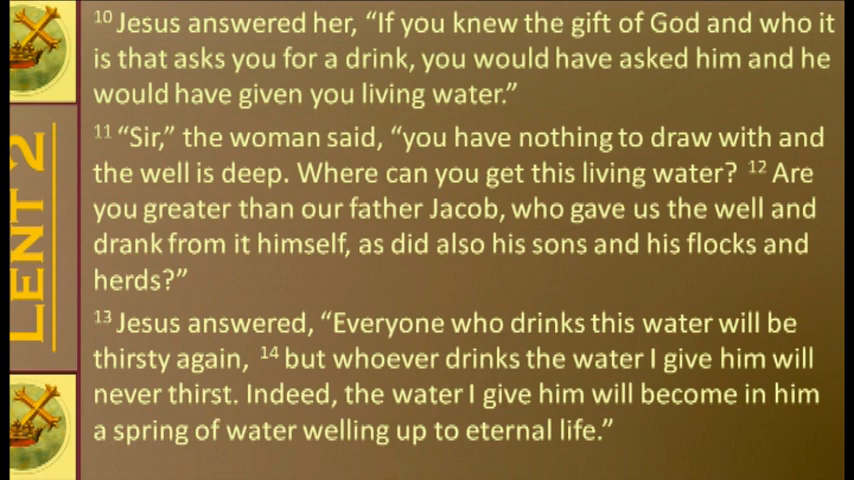 ¹⁰ Jesus answered her, “If you knew the gift of God and who it
is that asks you for a drink, you would have asked him and he
would have given you living water.”
¹¹ “Sir,” the woman said, “you have nothing to draw with and
the well is deep. Where can you get this living water? ¹² Are
you greater than our father Jacob, who gave us the well and
drank from it himself, as did also his sons and his flocks and
herds?”
¹³ Jesus answered, “Everyone who drinks this water will be
thirsty again, ¹⁴ but whoever drinks the water I give him will
never thirst. Indeed, the water I give him will become in him
a spring of water welling up to eternal life.”
LENT 2